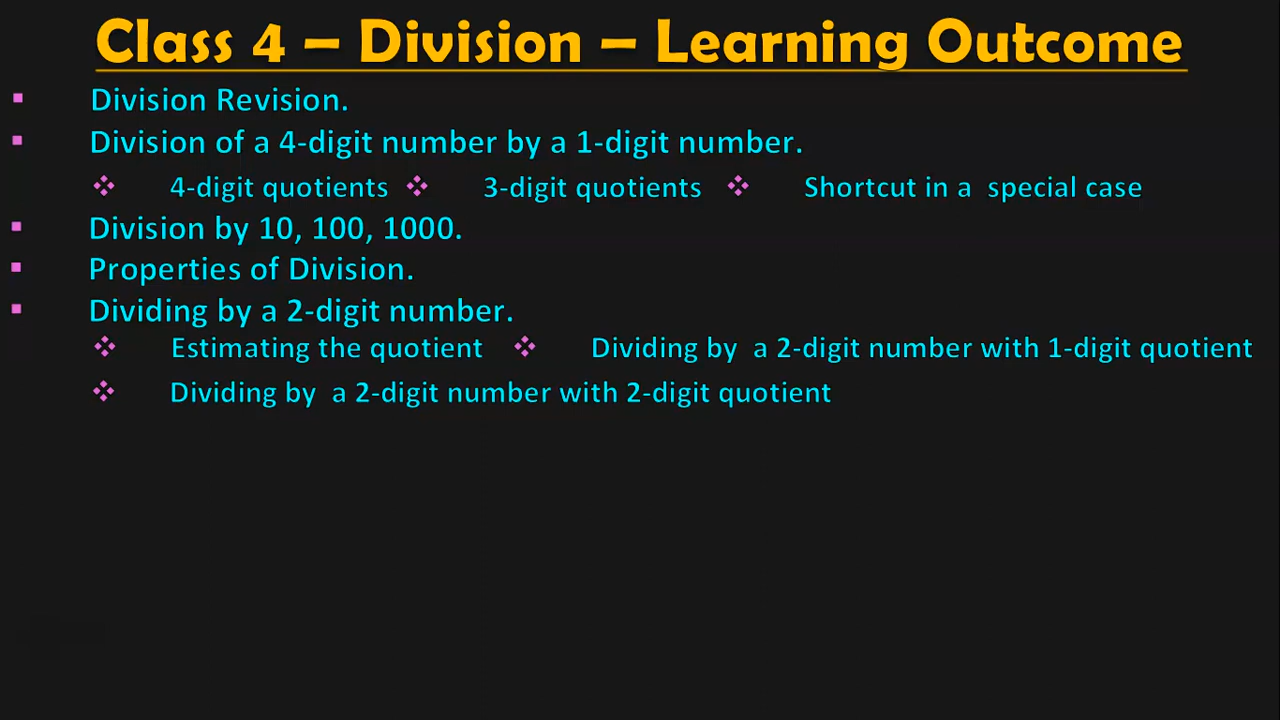 Class 4 – Division – Learning Outcome
▪ Division Revision.
▪ Division of a 4-digit number by a 1-digit number.
❖ 4-digit quotients ❖ 3-digit quotients ❖ Shortcut in a special case
▪ Division by 10, 100, 1000.
▪ Properties of Division.
▪ Dividing by a 2-digit number.
❖ Estimating the quotient ❖ Dividing by a 2-digit number with 1-digit quotient
❖ Dividing by a 2-digit number with 2-digit quotient